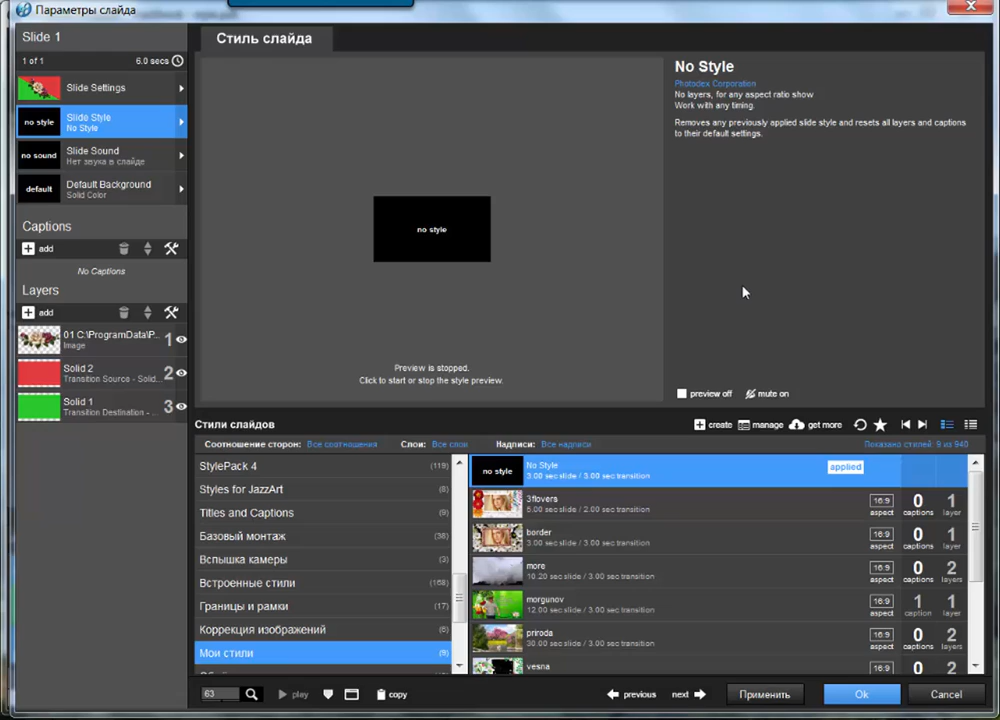 Параметры слайда
Slide 1
1 of 1
6.0 secs
Slide Settings
no style
Slide Style
No Style
no sound
Slide Sound
Нет звука в слайде
default
Default Background
Solid Color
Captions
add
No Captions
Layers
add
01 C:\ProgramData\P...
Image
1
Solid 2
Transition Source - Solid...
2
Solid 1
Transition Destination - ...
3
Стиль слайда
no style
Preview is stopped.
Click to start or stop the style preview.
No Style
Photodex Corporation
No layers, for any aspect ratio show
Work with any timing.
Removes any previously applied slide style and resets all layers and captions
to their default settings.
preview off
mute on
Стили слайдов
create
manage
get more
Соотношение сторон: Все соотношения
Слои: Все слои
Надписи: Все надписи
Показано стилей: 9 из 940
StylePack 4 (119)
Styles for JazzArt (8)
Titles and Captions (9)
Базовый монтаж (38)
Вспышка камеры (3)
Встроенные стили (168)
Границы и рамки (17)
Коррекция изображений (6)
Мои стили (9)
no style
No Style
3.00 sec slide / 3.00 sec transition
applied
3flovers
6.00 sec slide / 2.00 sec transition
16:9 aspect
0 captions
1 layer
border
3.00 sec slide / 3.00 sec transition
16:9 aspect
0 captions
1 layer
more
10.20 sec slide / 3.00 sec transition
16:9 aspect
0 captions
2 layers
morgunov
12.00 sec slide / 3.00 sec transition
16:9 aspect
1 caption
1 layer
priroda
30.00 sec slide / 3.00 sec transition
16:9 aspect
0 captions
2 layers
vesna
16:9
0
2
63
play
copy
previous
next
Применить
Ok
Cancel